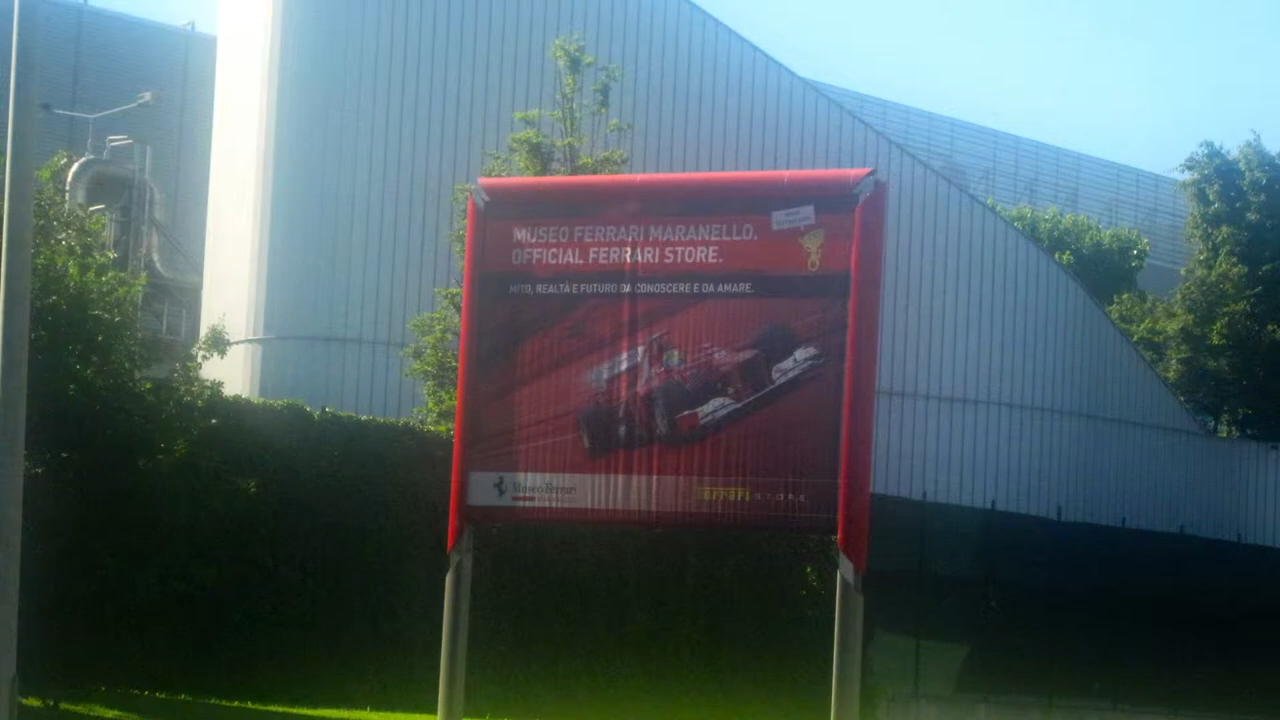 MUSEO FERRARI MARANELLO.
OFFICIAL FERRARI STORE.
MITO, REALTÀ E FUTURO DA CONOSCERE E DA AMARE.
Museo Ferrari
Ferrari STORE